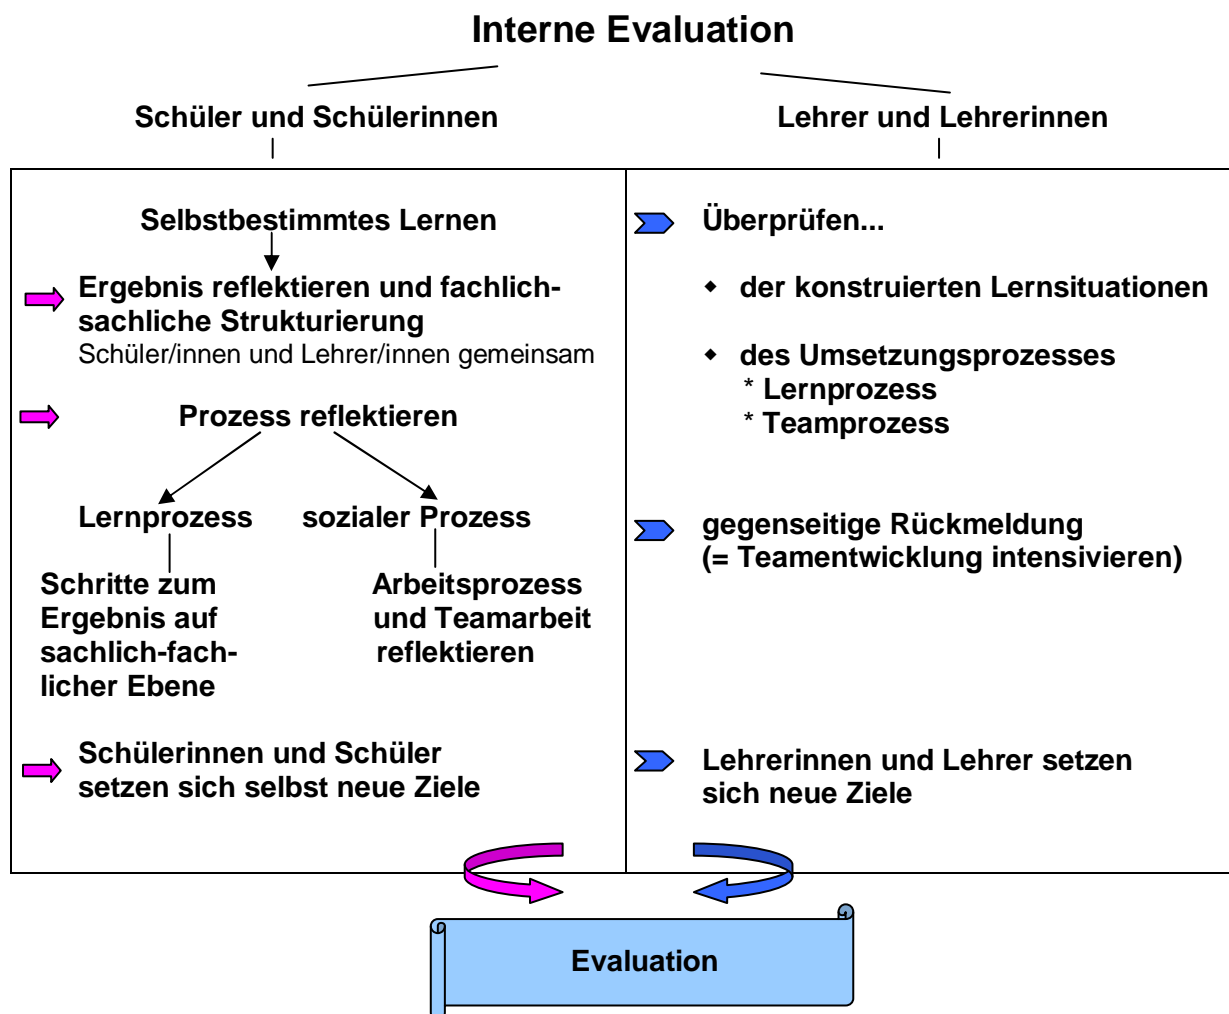 Interne Evaluation
Schüler und Schülerinnen
Lehrer und Lehrerinnen
Selbstbestimmtes Lernen
Ergebnis reflektieren und fachlich-
sachliche Strukturierung
Schüler/innen und Lehrer/innen gemeinsam
Prozess reflektieren
Lernprozess
sozialer Prozess
Schritte zum
Ergebnis auf
sachlich-fach-
licher Ebene
Arbeitsprozess
und Teamarbeit
reflektieren
Schülerinnen und Schüler
setzen sich selbst neue Ziele
Überprüfen...
der konstruierten Lernsituationen
des Umsetzungsprozesses
* Lernprozess
* Teamprozess
gegenseitige Rückmeldung
(= Teamentwicklung intensivieren)
Lehrerinnen und Lehrer setzen
sich neue Ziele
Evaluation